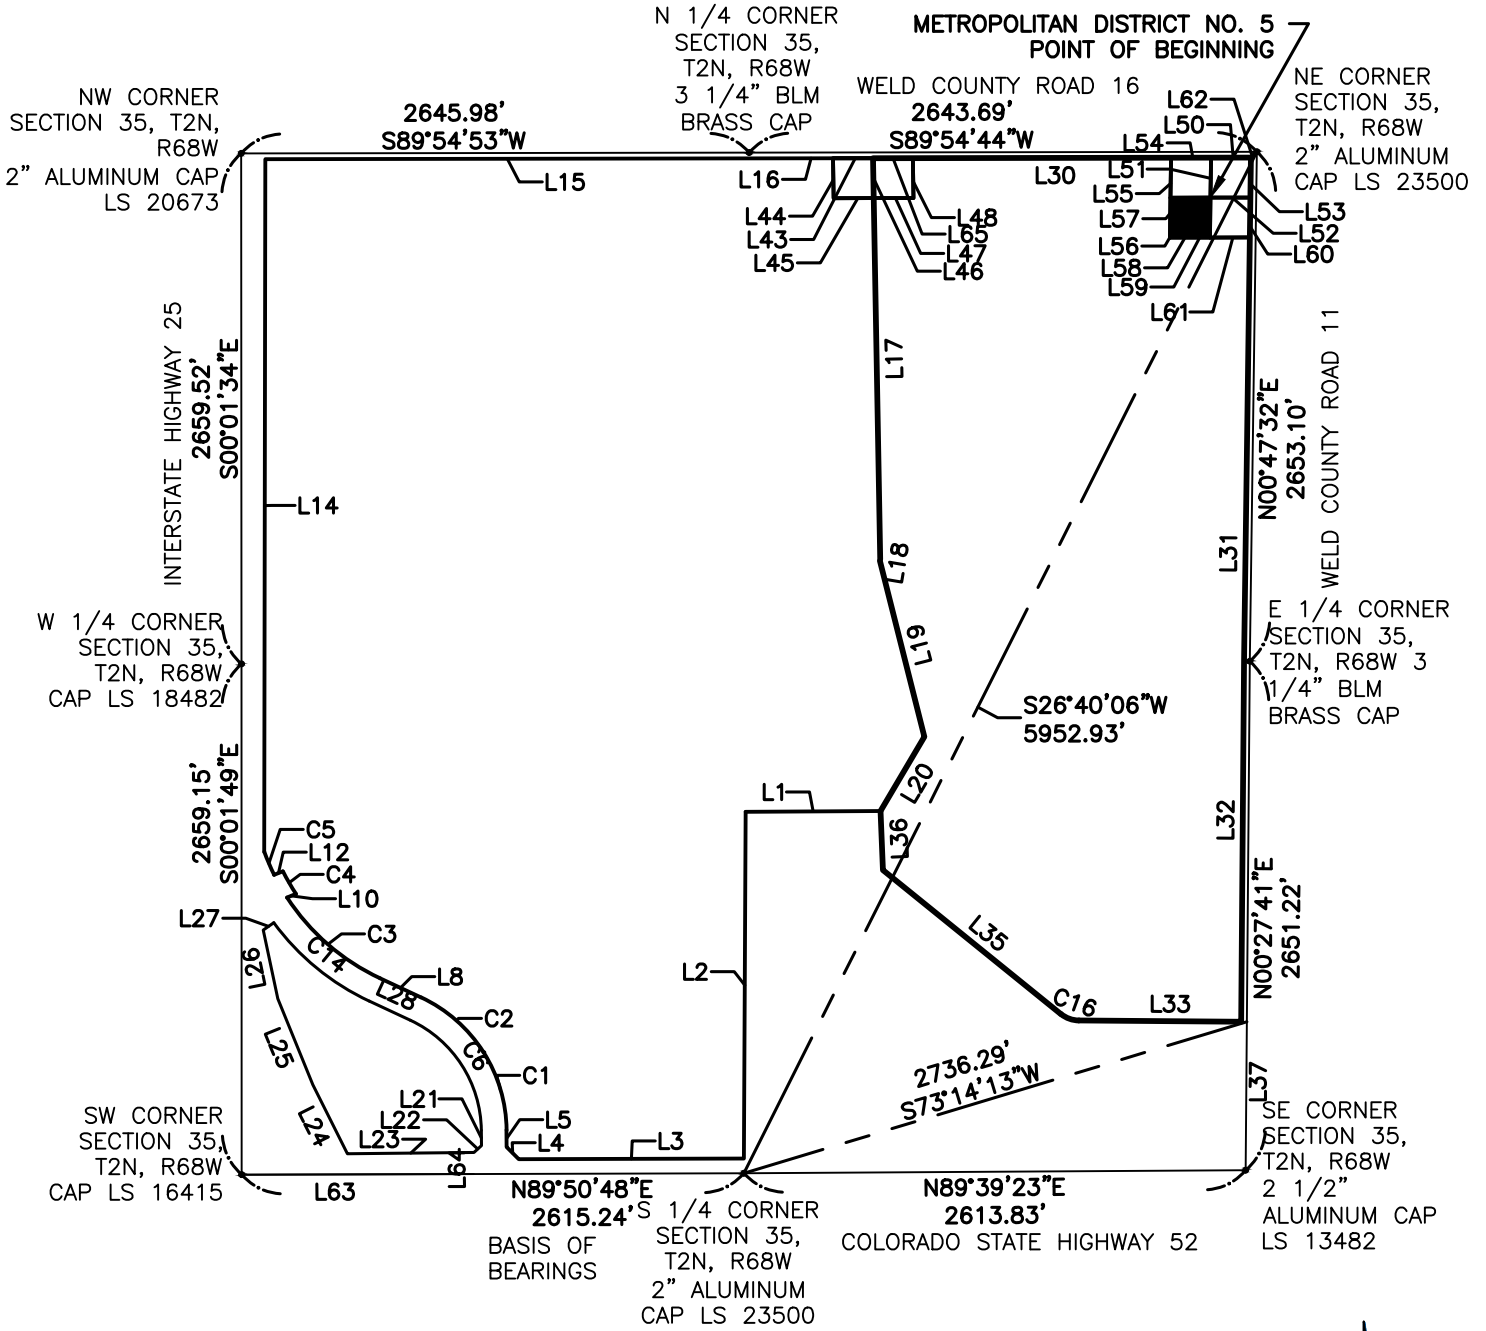 N 1/4 CORNER
SECTION 35,
T2N, R68W
3 1/4" BLM
BRASS CAP
METROPOLITAN DISTRICT NO. 5
POINT OF BEGINNING
WELD COUNTY ROAD 16
NE CORNER
SECTION 35,
T2N, R68W
2" ALUMINUM
CAP LS 23500
NW CORNER
SECTION 35, T2N,
R68W
2" ALUMINUM CAP
LS 20673
2645.98'
S89°54'53"W
2643.69'
S89°54'44"W
L62
L50
L54
L51
L55
L57
L56
L58
L59
L61
L53
L52
L60
L15
L16
L30
L44
L43
L45
L48
L65
L47
L46
INTERSTATE HIGHWAY 25
2659.52'
S00°01'34"E
L14
L17
L18
L19
L20
L31
N00°47'32"E
2653.10'
WELD COUNTY ROAD 11
W 1/4 CORNER
SECTION 35,
T2N, R68W
CAP LS 18482
E 1/4 CORNER
SECTION 35,
T2N, R68W 3
1/4" BLM
BRASS CAP
S26°40'06"W
5952.93'
2659.15'
S00°01'49"E
L1
L36
L32
C5
L12
C4
L10
L27
C3
C14
L26
L8
L28
C2
L2
L35
C16
L33
N00°27'41"E
2651.22'
L25
C6
C1
L24
L21
L22
L23
L64
L5
L4
L3
2736.29'
S73°14'13"W
L37
SW CORNER
SECTION 35,
T2N, R68W
CAP LS 16415
L63
N89°50'48"E
2615.24'
BASIS OF
BEARINGS
S 1/4 CORNER
SECTION 35,
T2N, R68W
2" ALUMINUM
CAP LS 23500
N89°39'23"E
2613.83'
COLORADO STATE HIGHWAY 52
SE CORNER
SECTION 35,
T2N, R68W
2 1/2"
ALUMINUM CAP
LS 13482